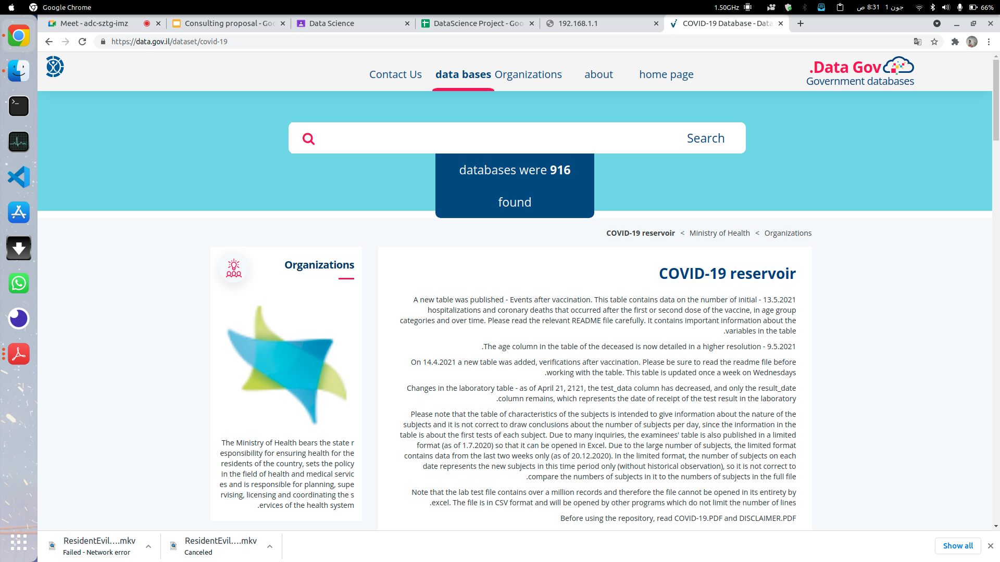 Google Chrome
1.50GHz
ص 8:31 1 جون
66%
Meet - adc-sztg-imz
Consulting proposal - Goo
Data Science
DataScience Project - Goo
192.168.1.1
COVID-19 Database - Data
https://data.gov.il/dataset/covid-19
Contact Us
data bases
Organizations
about
home page
.Data Gov
Government databases
Search
databases were 916
found
COVID-19 reservoir < Ministry of Health < Organizations
Organizations
The Ministry of Health bears the state r
esponsibility for ensuring health for the
residents of the country, sets the policy
in the field of health and medical servic
es and is responsible for planning, supe
rvising, licensing and coordinating the s
.ervices of the health system
COVID-19 reservoir
A new table was published - Events after vaccination. This table contains data on the number of initial - 13.5.2021
hospitalizations and coronary deaths that occurred after the first or second dose of the vaccine, in age group
categories and over time. Please read the relevant README file carefully. It contains important information about the
.variables in the table
.The age column in the table of the deceased is now detailed in a higher resolution - 9.5.2021
On 14.4.2021 a new table was added, verifications after vaccination. Please be sure to read the readme file before
.working with the table. This table is updated once a week on Wednesdays
Changes in the laboratory table - as of April 21, 2121, the test_data column has decreased, and only the result_date
.column remains, which represents the date of receipt of the test result in the laboratory
Please note that the table of characteristics of the subjects is intended to give information about the nature of the
subjects and it is not correct to draw conclusions about the number of subjects per day, since the information in the
table is about the first tests of each subject. Due to many inquiries, the examinees' table is also published in a limited
format (as of 1.7.2020) so that it can be opened in Excel. Due to the large number of subjects, the limited format
contains data from the last two weeks only (as of 20.12.2020). In the limited format, the number of subjects on each
date represents the new subjects in this time period only (without historical observation), so it is not correct to
.compare the numbers of subjects in it to the numbers of subjects in the full file
Note that the lab test file contains over a million records and therefore the file cannot be opened in its entirety by
.excel. The file is in CSV format and will be opened by other programs which do not limit the number of lines
Before using the repository, read COVID-19.PDF and DISCLAIMER.PDF
ResidentEvil....mkv
Failed - Network error
ResidentEvil....mkv
Canceled
Show all